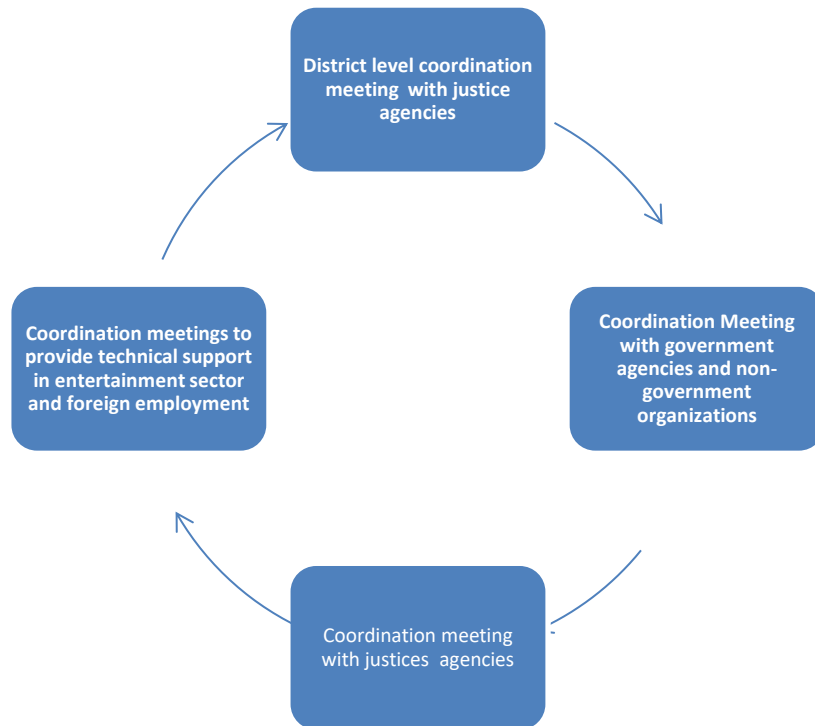 District level coordination
meeting  with justice
agencies
Coordination Meeting
with government
agencies and non-
government
organizations
Coordination meeting
with justices  agencies
Coordination meetings to
provide technical support
in entertainment sector
and foreign employment